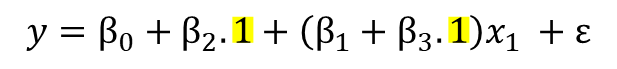 y = β₀ + β₂. 1 + (β₁ + β₃. 1)x₁ + ε